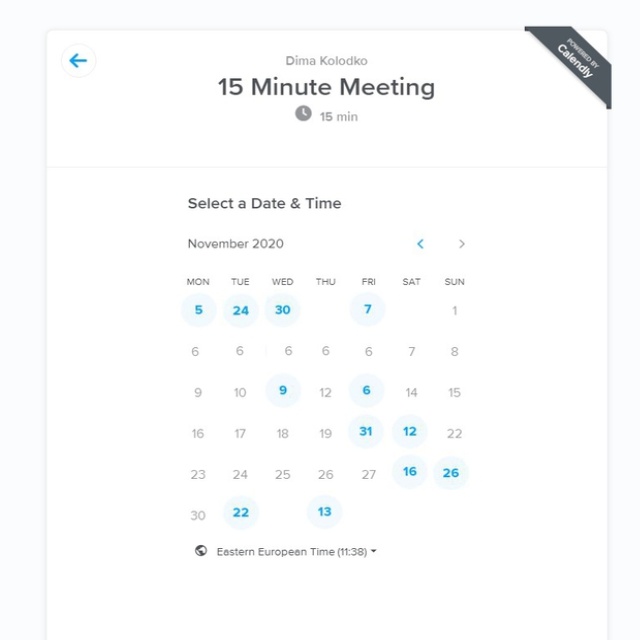 POWERED BY
Calendly
Dima Kolodko
15 Minute Meeting
15 min
Select a Date & Time
November 2020
MON TUE WED THU FRI SAT SUN
5 24 30 7 1
6 6 6 6 6 7 8
9 10 9 12 6 14 15
16 17 18 19 31 12 22
23 24 25 26 27 16 26
30 22 13
Eastern European Time (11:38)